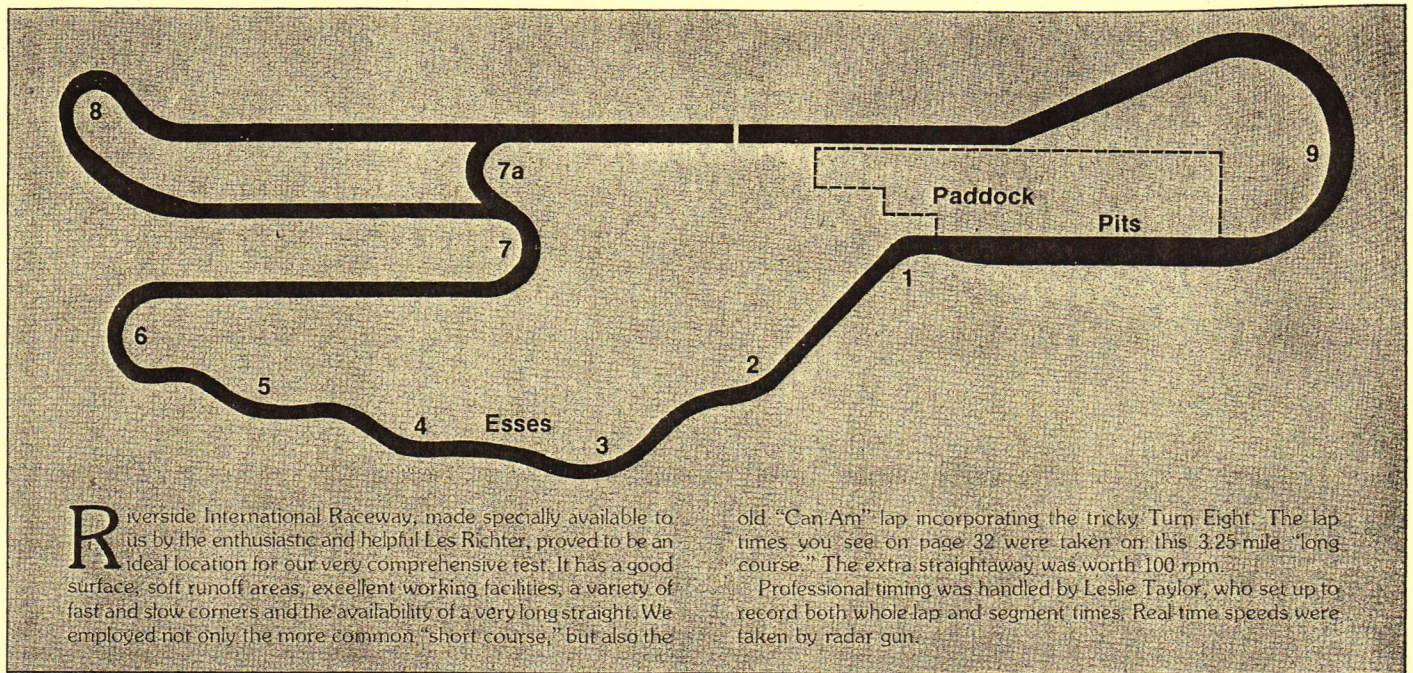 8
7a
9
Paddock
Pits
7
1
6
2
5
4
Esses
3
Riverside International Raceway, made specially available to
us by the enthusiastic and helpful Les Richter, proved to be an
ideal location for our very comprehensive test. It has a good
surface, soft runoff areas, excellent working facilities, a variety of
fast and slow corners and the availability of a very long straight. We
employed not only the more common "short course," but also the
old "Can-Am" lap incorporating the tricky Turn Eight. The lap
times you see on page 32 were taken on this 3.25-mile "long
course." The extra straightaway was worth 100 rpm.
Professional timing was handled by Leslie Taylor, who set up to
record both whole-lap and segment times. Real-time speeds were
taken by radar gun.